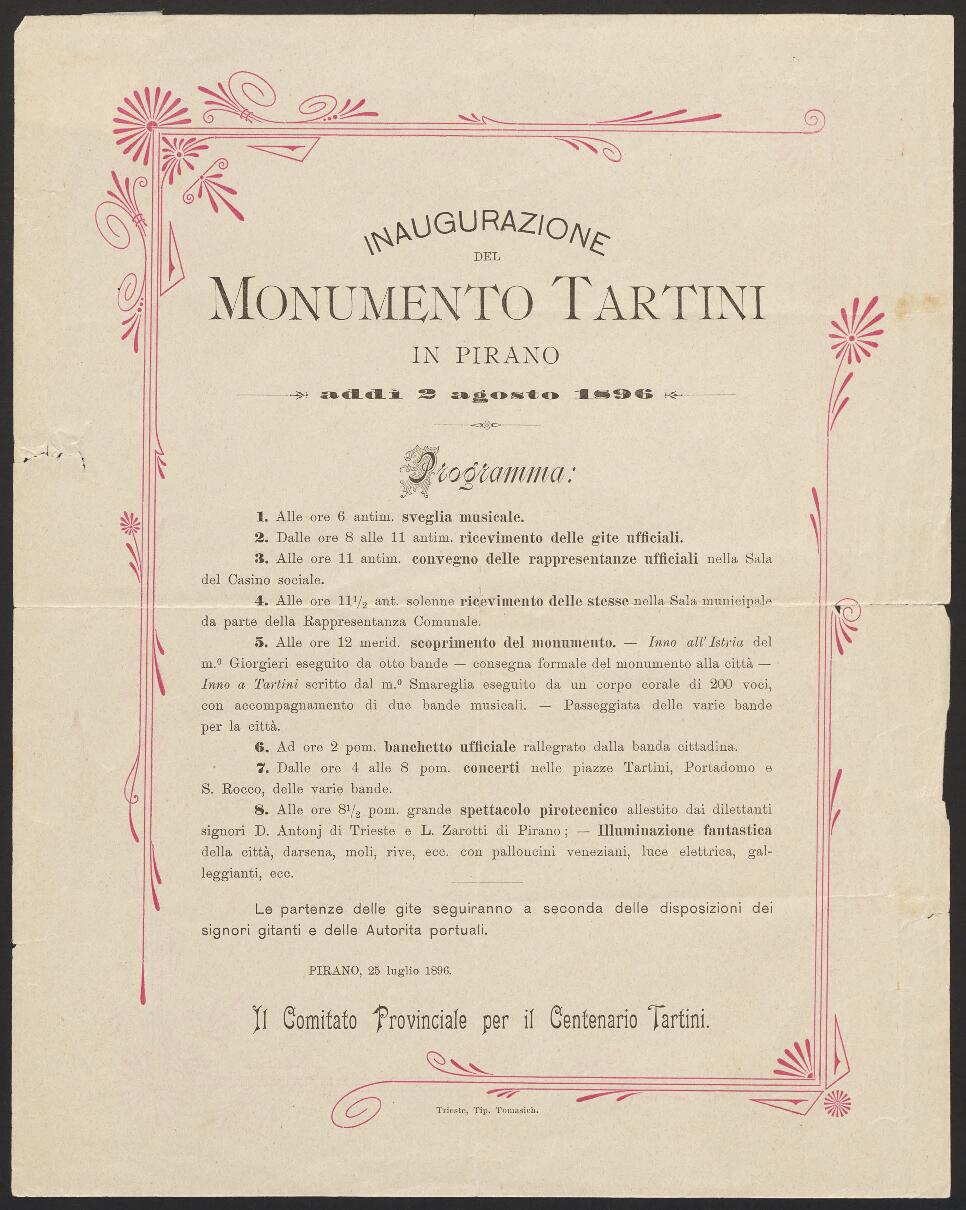 INAUGURAZIONE
DEL
MONUMENTO TARTINI
IN PIRANO
addì 2 agosto 1896
Programma:
1. Alle ore 6 antim. sveglia musicale.
2. Dalle ore 8 alle 11 antim. ricevimento delle gite ufficiali.
3. Alle ore 11 antim. convegno delle rappresentanze ufficiali nella Sala
del Casino sociale.
4. Alle ore 11¹/₂ ant. solenne ricevimento delle stesse nella Sala municipale
da parte della Rappresentanza Comunale.
5. Alle ore 12 merid. scoprimento del monumento. — Inno all'Istria del
m.º Giorgieri eseguito da otto bande — consegna formale del monumento alla città —
Inno a Tartini scritto dal m.º Smareglia eseguito da un corpo corale di 200 voci,
con accompagnamento di due bande musicali. — Passeggiata delle varie bande
per la città.
6. Ad ore 2 pom. banchetto ufficiale rallegrato dalla banda cittadina.
7. Dalle ore 4 alle 8 pom. concerti nelle piazze Tartini, Portadomo e
S. Rocco, delle varie bande.
8. Alle ore 8¹/₂ pom. grande spettacolo pirotecnico allestito dai dilettanti
signori D. Antonj di Trieste e L. Zarotti di Pirano; — Illuminazione fantastica
della città, darsena, moli, rive, ecc. con palloncini veneziani, luce elettrica, gal-
leggianti, ecc.
Le partenze delle gite seguiranno a seconda delle disposizioni dei
signori gitanti e delle Autorita portuali.
PIRANO, 25 luglio 1896.
Il Comitato Provinciale per il Centenario Tartini.
Trieste, Tip. Tomasich.